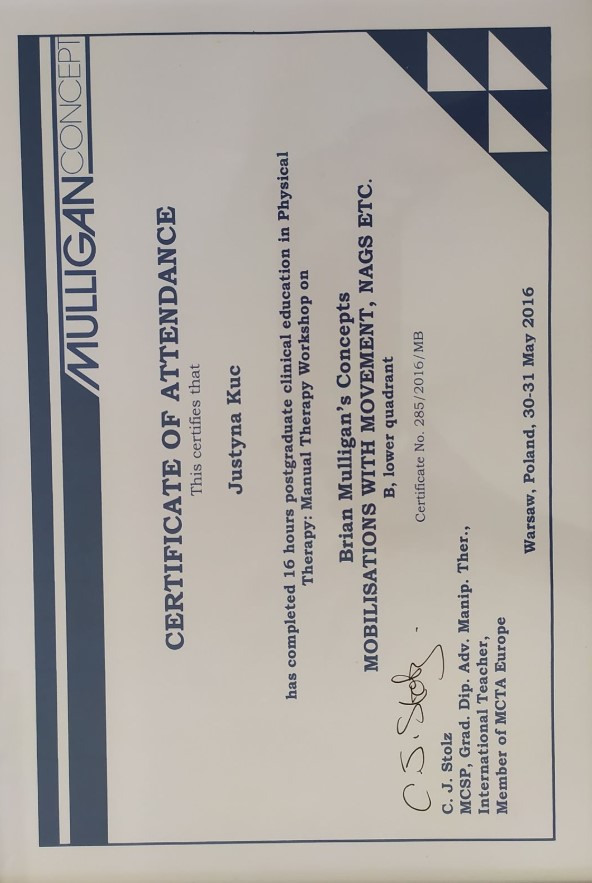 MULLIGAN CONCEPT
CERTIFICATE OF ATTENDANCE
This certifies that
Justyna Kuc
has completed 16 hours postgraduate clinical education in Physical
Therapy: Manual Therapy Workshop on
Brian Mulligan's Concepts
MOBILISATIONS WITH MOVEMENT, NAGS ETC.
B, lower quadrant
Certificate No. 285/2016/MB
C. J. Stolz
C. J. Stolz
MCSP, Grad. Dip. Adv. Manip. Ther.,
International Teacher,
Member of MCTA Europe
Warsaw, Poland, 30-31 May 2016